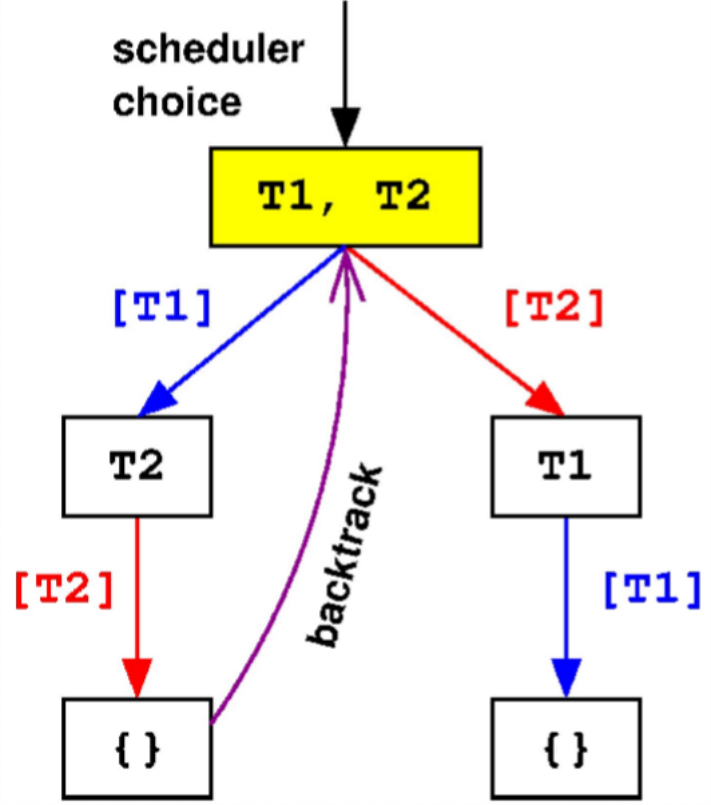 scheduler
choice
T1, T2
[T1]
[T2]
T2
T1
backtrack
[T2]
[T1]
{}
{}